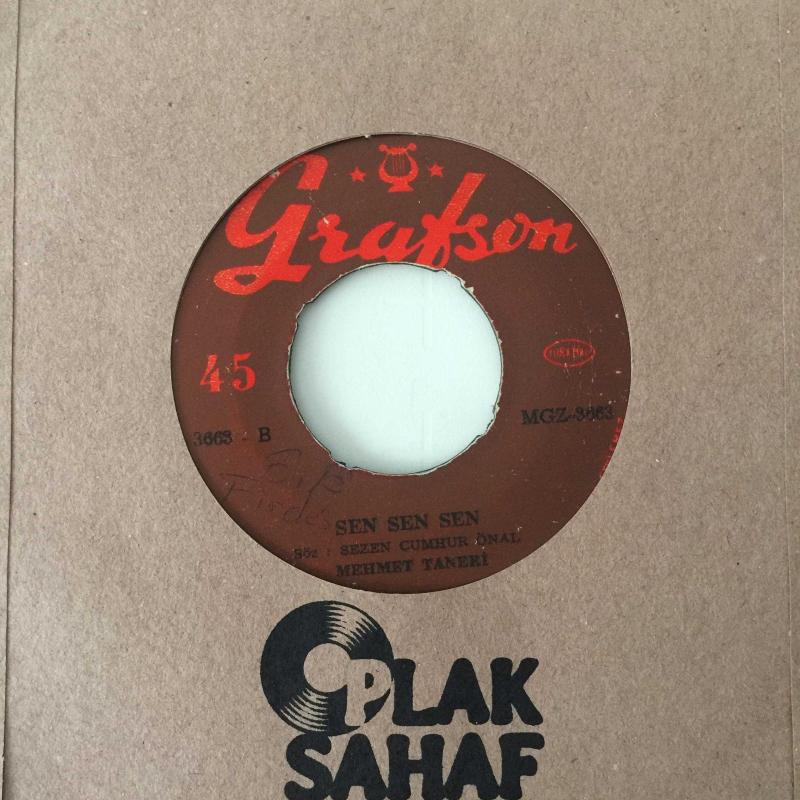 Grafson
45
MGZ-3663
3663 - B
SEN SEN SEN
Söz : SEZEN CUMHUR ÖNAL
MEHMET TANERİ
PLAK
SAHAF